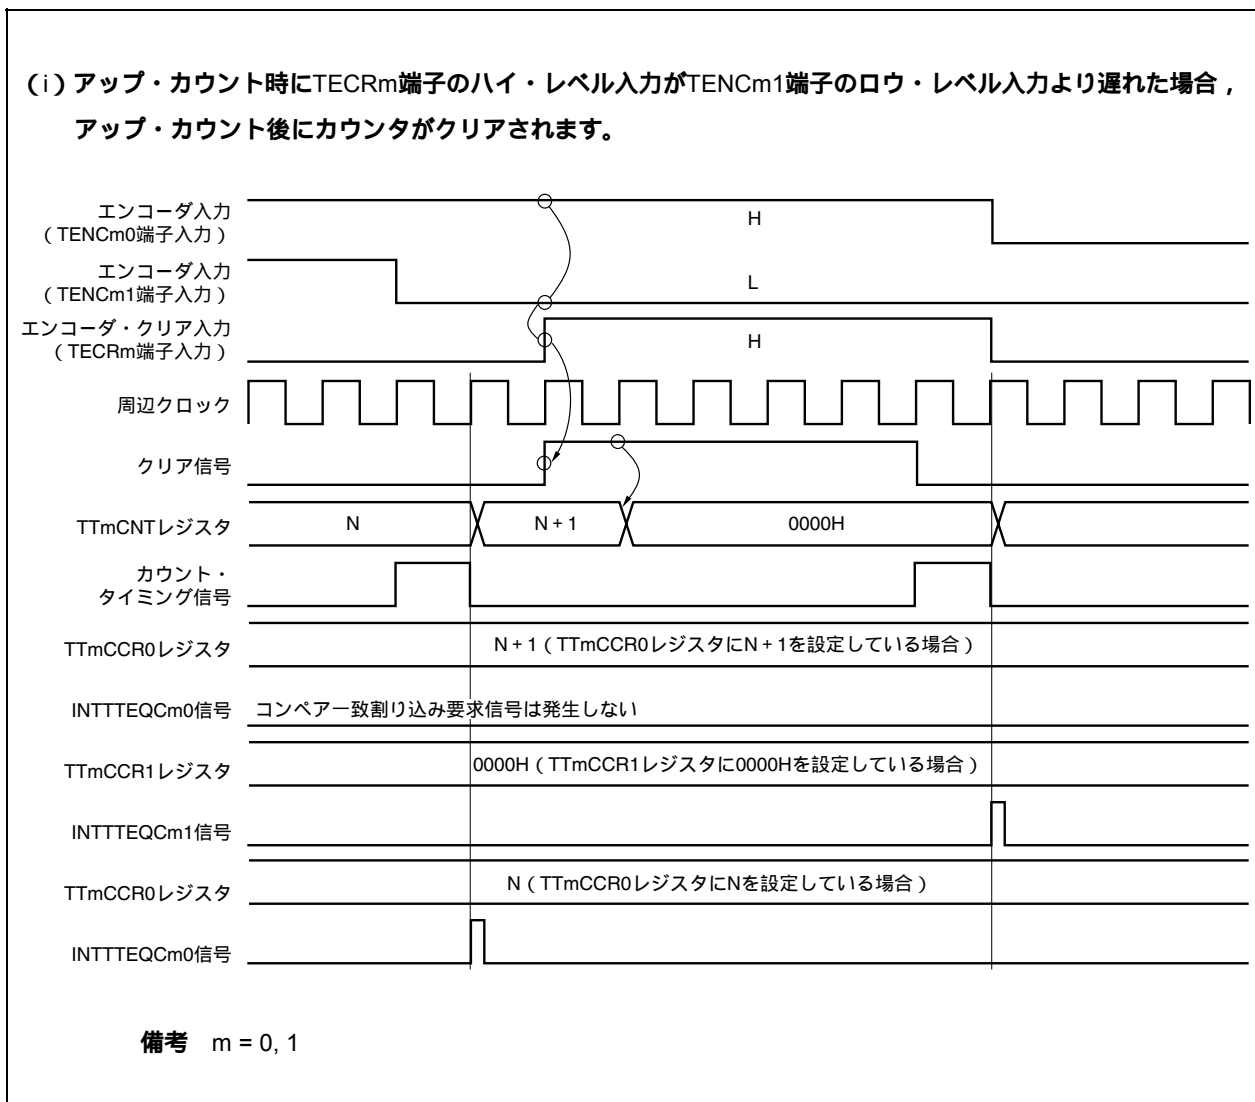 （i）アップ・カウント時にTECRm端子のハイ・レベル入力がTENCm1端子のロウ・レベル入力より遅れた場合，
アップ・カウント後にカウンタがクリアされます。
エンコーダ入力
（TENCm0端子入力）
H
エンコーダ入力
（TENCm1端子入力）
L
エンコーダ・クリア入力
（TECRm端子入力）
H
周辺クロック
クリア信号
TTmCNTレジスタ
N
N + 1
0000H
カウント・
タイミング信号
TTmCCR0レジスタ
N + 1（TTmCCR0レジスタにN + 1を設定している場合）
INTTTEQCm0信号
コンペア一致割り込み要求信号は発生しない
TTmCCR1レジスタ
0000H（TTmCCR1レジスタに0000Hを設定している場合）
INTTTEQCm1信号
TTmCCR0レジスタ
N（TTmCCR0レジスタにNを設定している場合）
INTTTEQCm0信号
備考 m = 0, 1